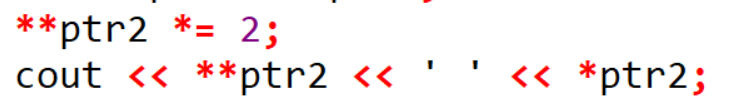 **ptr2 *= 2;
cout << **ptr2 << ' ' << *ptr2;